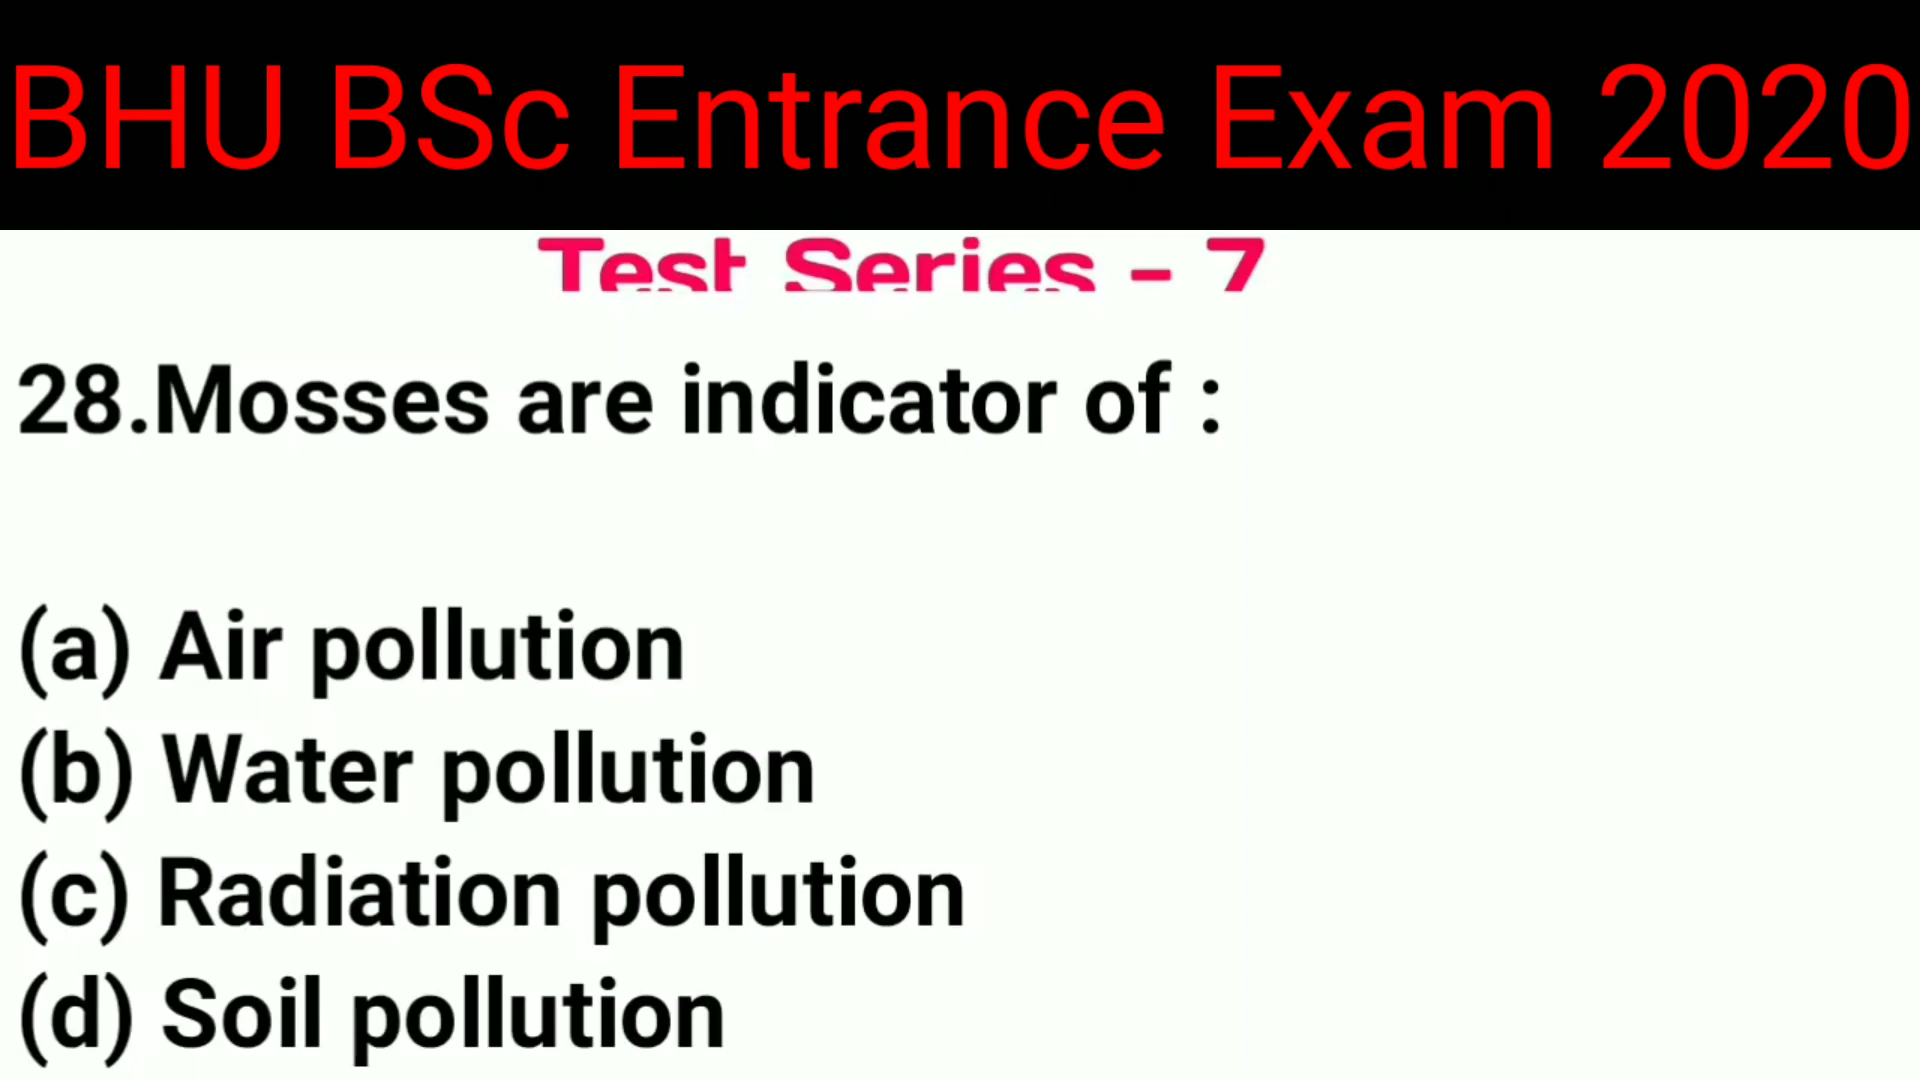 BHU BSc Entrance Exam 2020
Test Series - 7
28.Mosses are indicator of :
(a) Air pollution
(b) Water pollution
(c) Radiation pollution
(d) Soil pollution